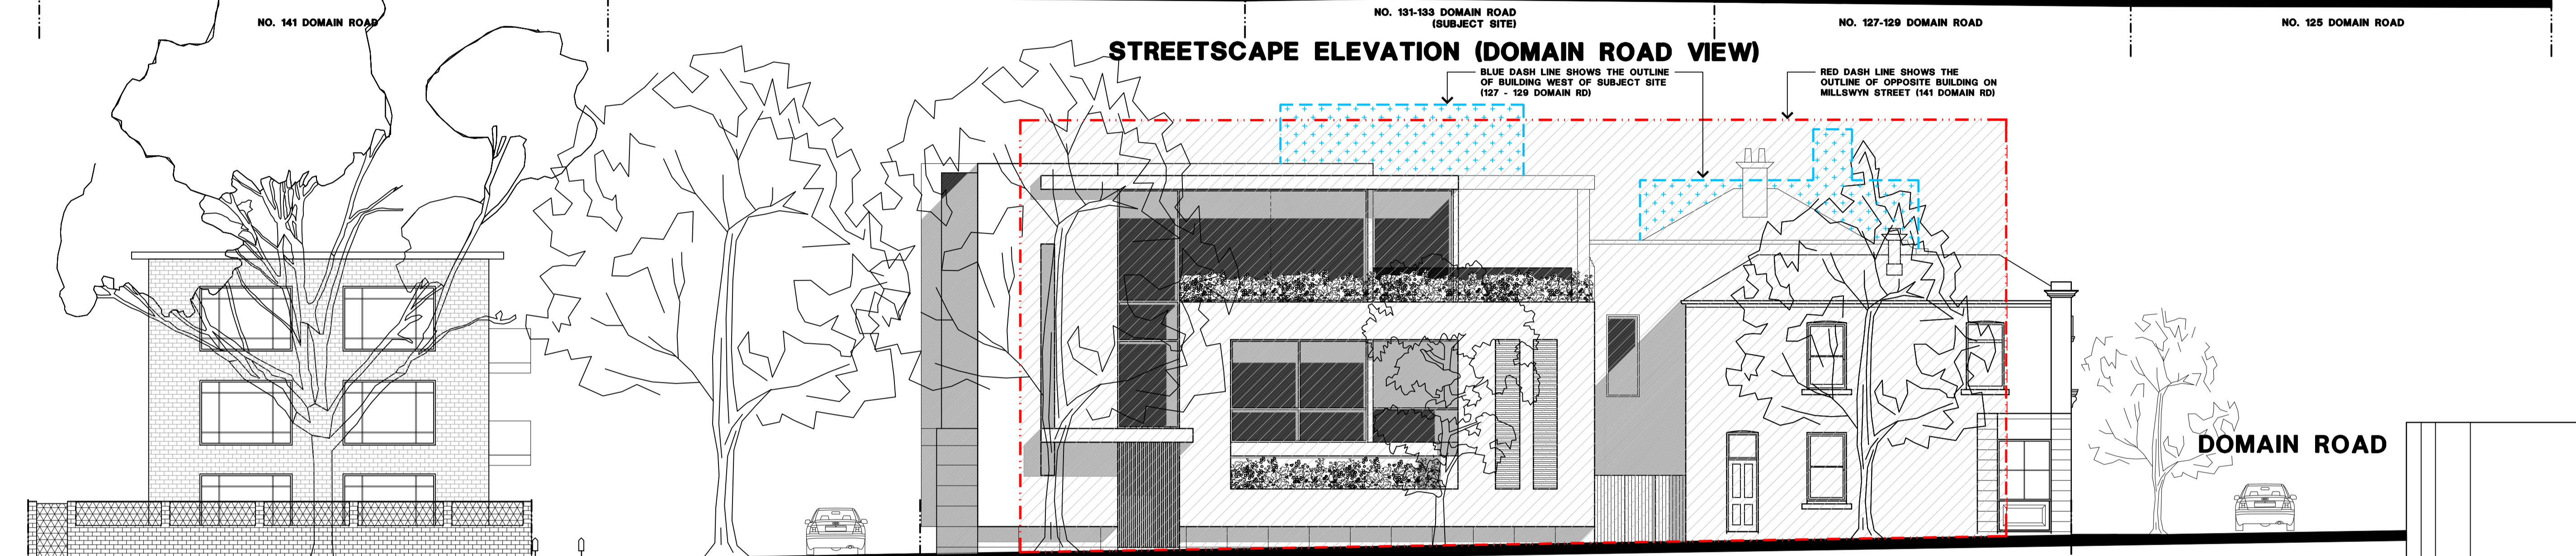 NO. 141 DOMAIN ROAD
NO. 131-133 DOMAIN ROAD
(SUBJECT SITE)
NO. 127-129 DOMAIN ROAD
NO. 125 DOMAIN ROAD
STREETSCAPE ELEVATION (DOMAIN ROAD VIEW)
BLUE DASH LINE SHOWS THE OUTLINE
OF BUILDING WEST OF SUBJECT SITE
(127 - 129 DOMAIN RD)
RED DASH LINE SHOWS THE
OUTLINE OF OPPOSITE BUILDING ON
MILLSWYN STREET (141 DOMAIN RD)
DOMAIN ROAD